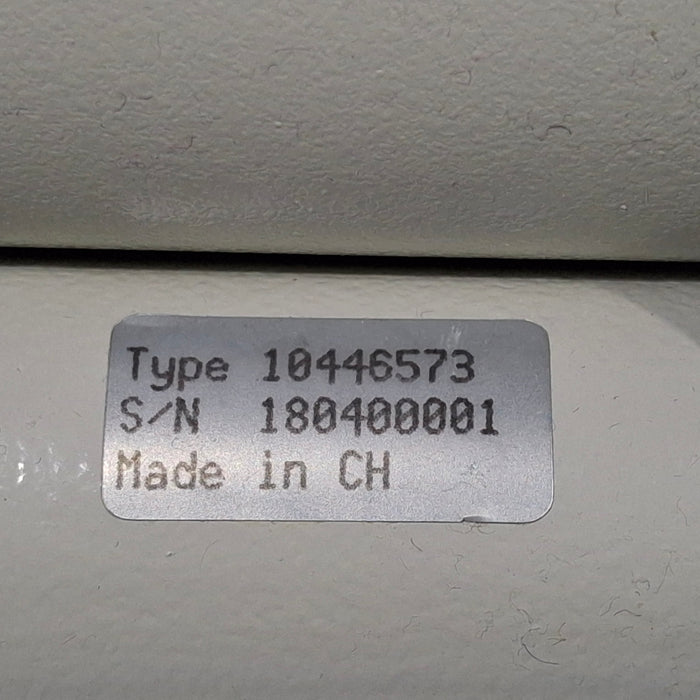 Type 10446573
S/N 180400001
Made in CH